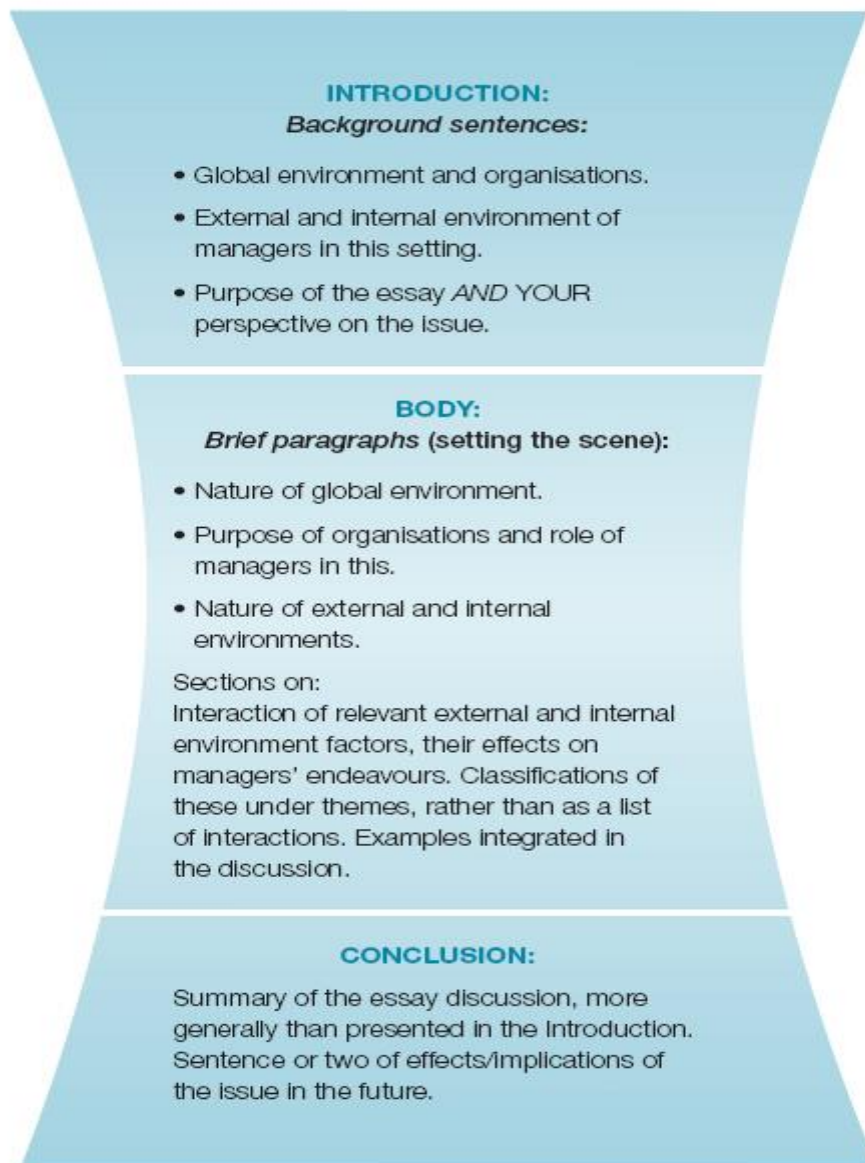 INTRODUCTION:
Background sentences:
• Global environment and organisations.
• External and internal environment of
managers in this setting.
• Purpose of the essay AND YOUR
perspective on the issue.
BODY:
Brief paragraphs (setting the scene):
• Nature of global environment.
• Purpose of organisations and role of
managers in this.
• Nature of external and internal
environments.
Sections on:
Interaction of relevant external and internal
environment factors, their effects on
managers’ endeavours. Classifications of
these under themes, rather than as a list
of interactions. Examples integrated in
the discussion.
CONCLUSION:
Summary of the essay discussion, more
generally than presented in the Introduction.
Sentence or two of effects/implications of
the issue in the future.